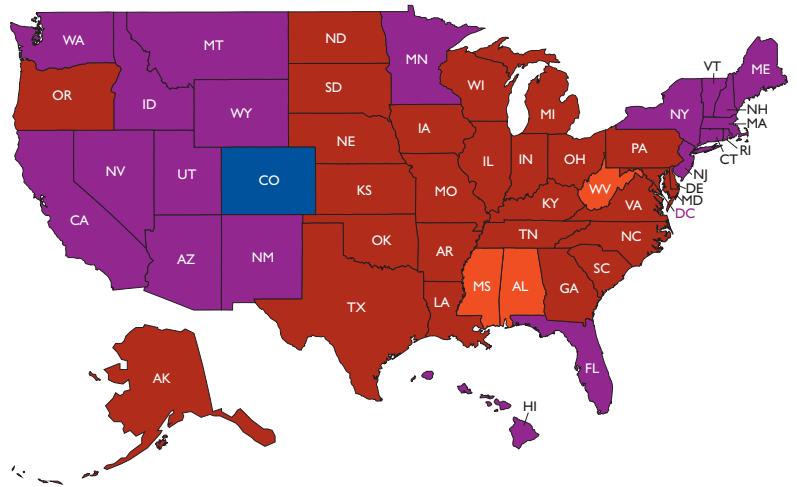 WA
MT
ND
MN
VT
ME
OR
ID
SD
WI
MI
NY
NH
MA
WY
NE
IA
PA
CT
RI
NV
UT
CO
IL
IN
OH
NJ
DE
MD
DC
CA
KS
MO
KY
WV
VA
AZ
NM
OK
AR
TN
NC
SC
MS
AL
GA
TX
LA
AK
FL
HI